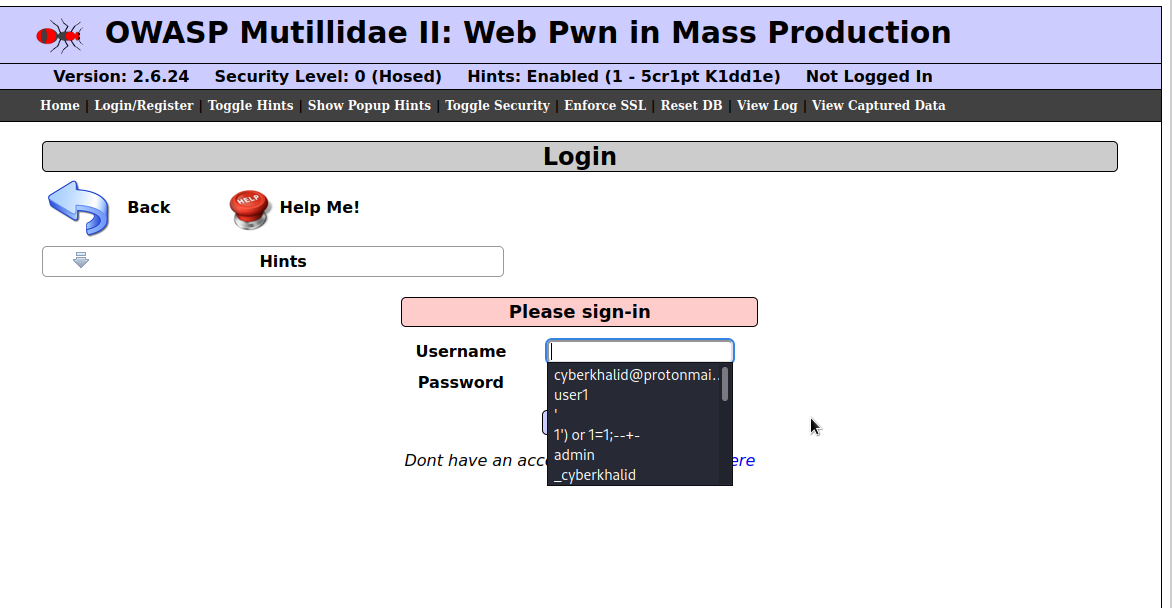 OWASP Mutillidae II: Web Pwn in Mass Production
Version: 2.6.24 Security Level: 0 (Hosed) Hints: Enabled (1 - 5cr1pt K1dd1e) Not Logged In
Home | Login/Register | Toggle Hints | Show Popup Hints | Toggle Security | Enforce SSL | Reset DB | View Log | View Captured Data
Login
Back HELP Help Me!
Hints
Please sign-in
Username
cyberkhalid@protonmai..
Password
user1
'
1') or 1=1;--+-
admin
Dont have an acc ere
_cyberkhalid